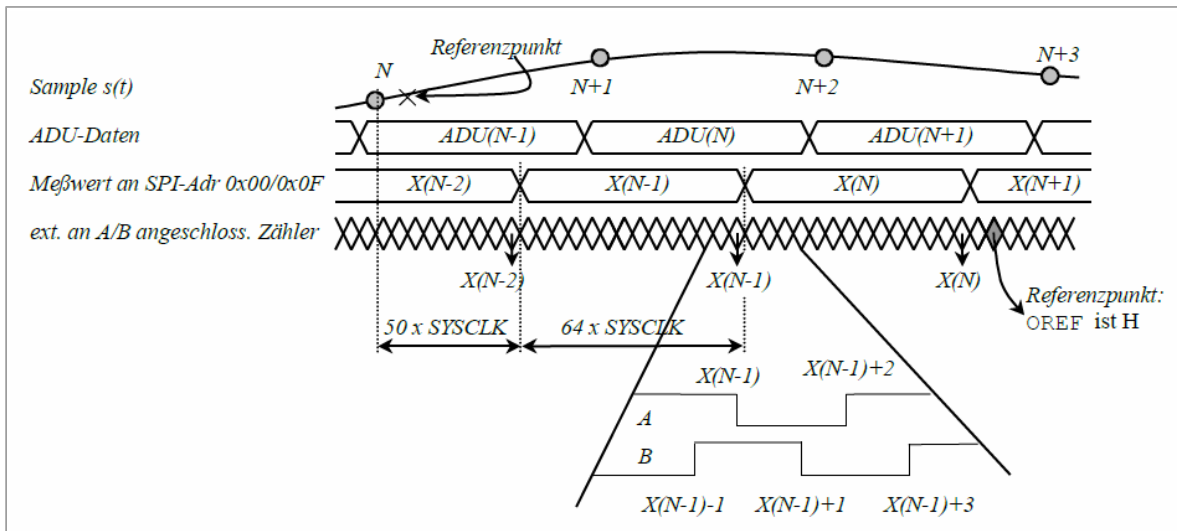 Referenzpunkt
N
N+1
N+2
N+3
Sample s(t)
ADU-Daten
ADU(N-1)
ADU(N)
ADU(N+1)
Meßwert an SPI-Adr 0x00/0x0F
X(N-2)
X(N-1)
X(N)
X(N+1)
ext. an A/B angeschloss. Zähler
X(N-2)
X(N-1)
X(N)
Referenzpunkt:
OREF ist H
50 x SYSCLK
64 x SYSCLK
X(N-1)
X(N-1)+2
A
B
X(N-1)-1
X(N-1)+1
X(N-1)+3